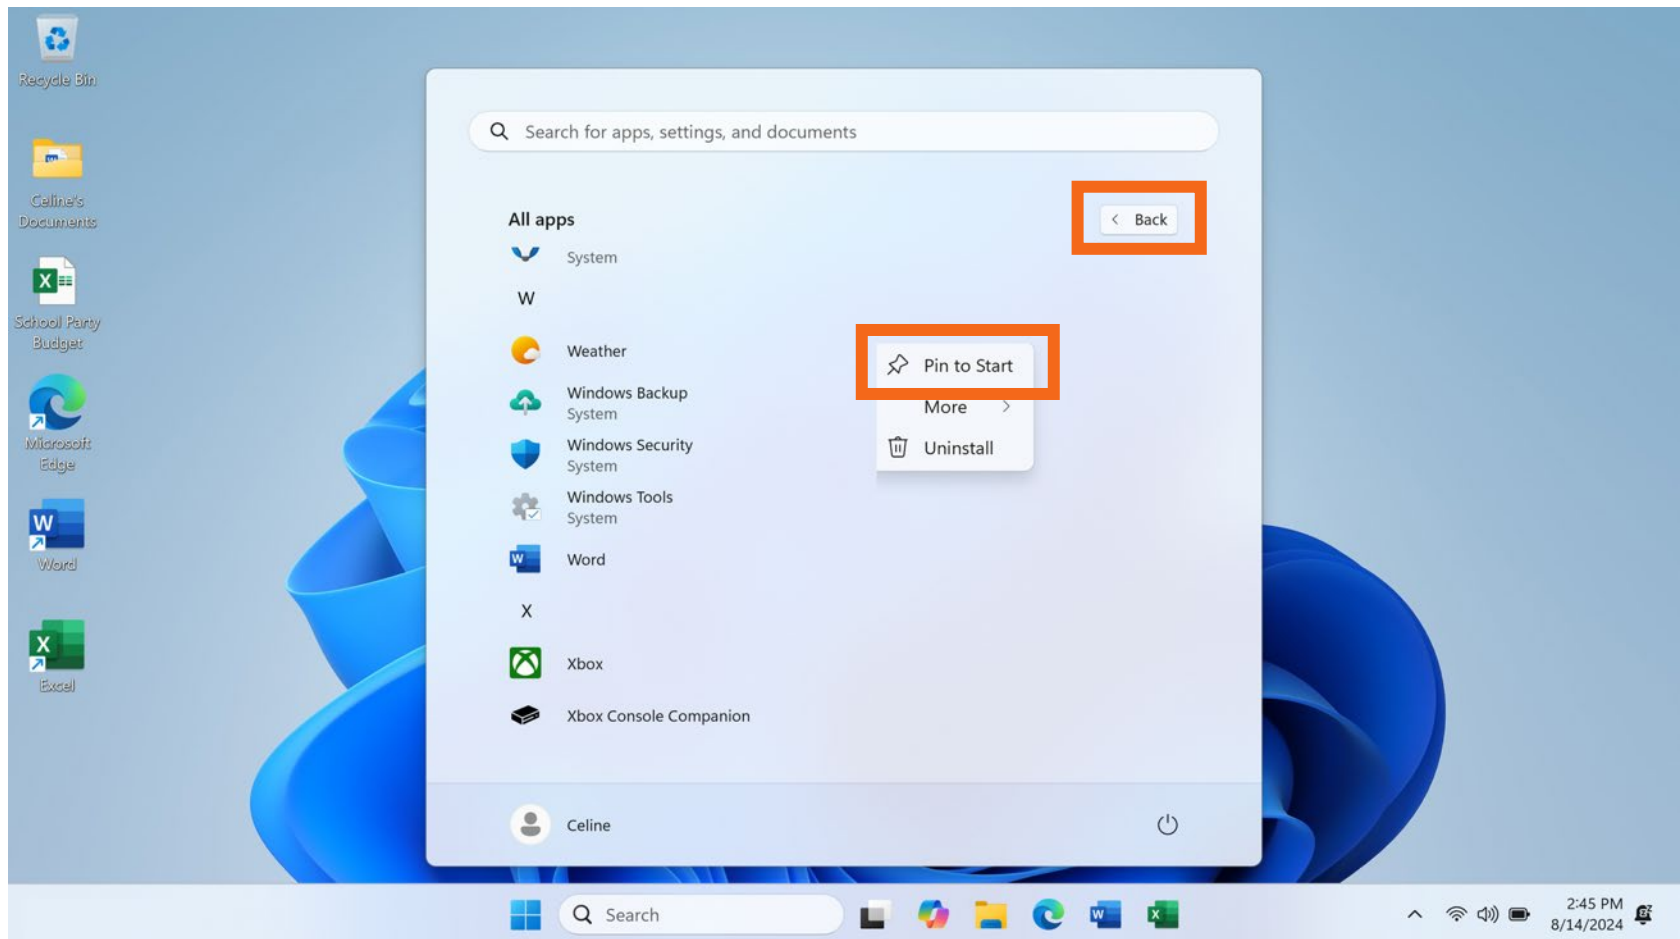 Recycle Bin
Celine's
Documents
School Party
Budget
Microsoft
Edge
Word
Excel
Search for apps, settings, and documents
All apps
Back
System
W
Weather
Windows Backup
System
Windows Security
System
Windows Tools
System
Word
X
Xbox
Xbox Console Companion
Pin to Start
More
Uninstall
Celine
Search
2:45 PM
8/14/2024